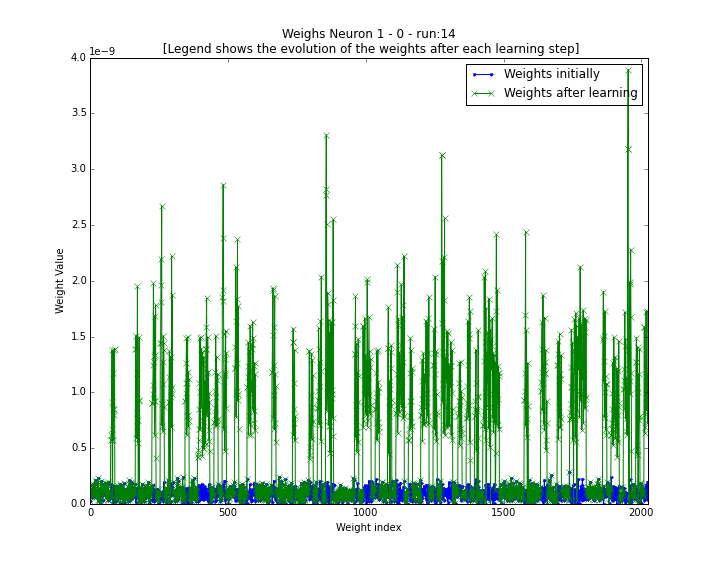 Weighs Neuron 1 - 0 - run:14
[Legend shows the evolution of the weights after each learning step]
1e−9
Weights initially
Weights after learning
4.0
3.5
3.0
2.5
2.0
1.5
1.0
0.5
0.0
Weight Value
0 500 1000 1500 2000
Weight index